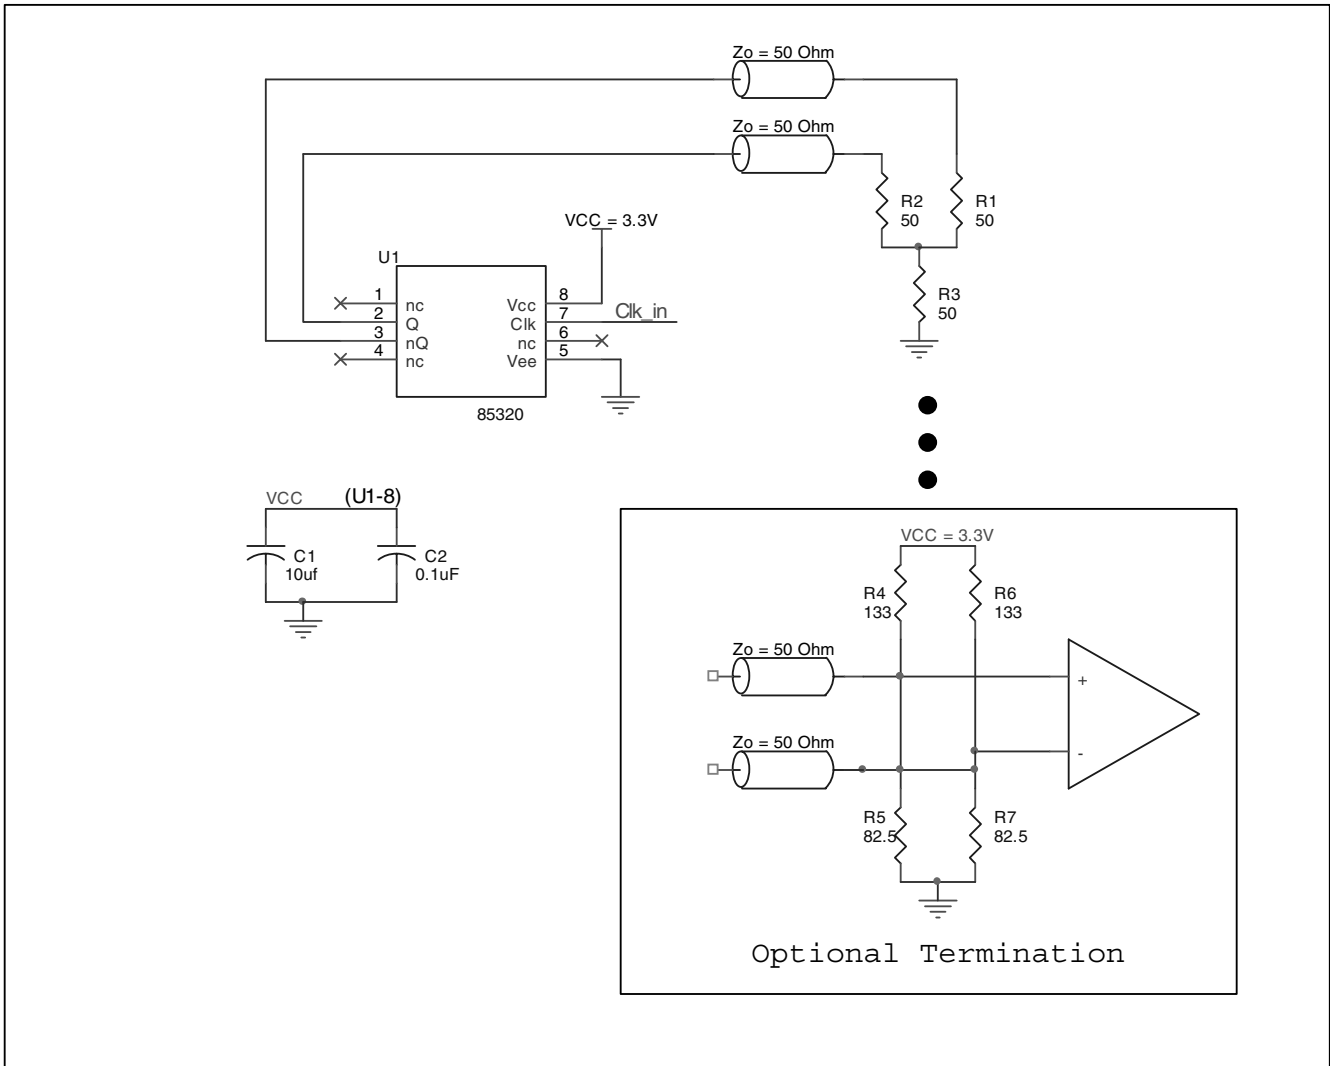 Zo = 50 Ohm
Zo = 50 Ohm
R2
50
R1
50
R3
50
VCC = 3.3V
U1
1
2
3
4
nc
Q
nQ
nc
Vcc
Clk
nc
Vee
8
7
6
5
Clk_in
85320
VCC
(U1-8)
C1
10uf
C2
0.1uF
VCC = 3.3V
R4
133
R6
133
Zo = 50 Ohm
Zo = 50 Ohm
+
-
R5
82.5
R7
82.5
Optional Termination